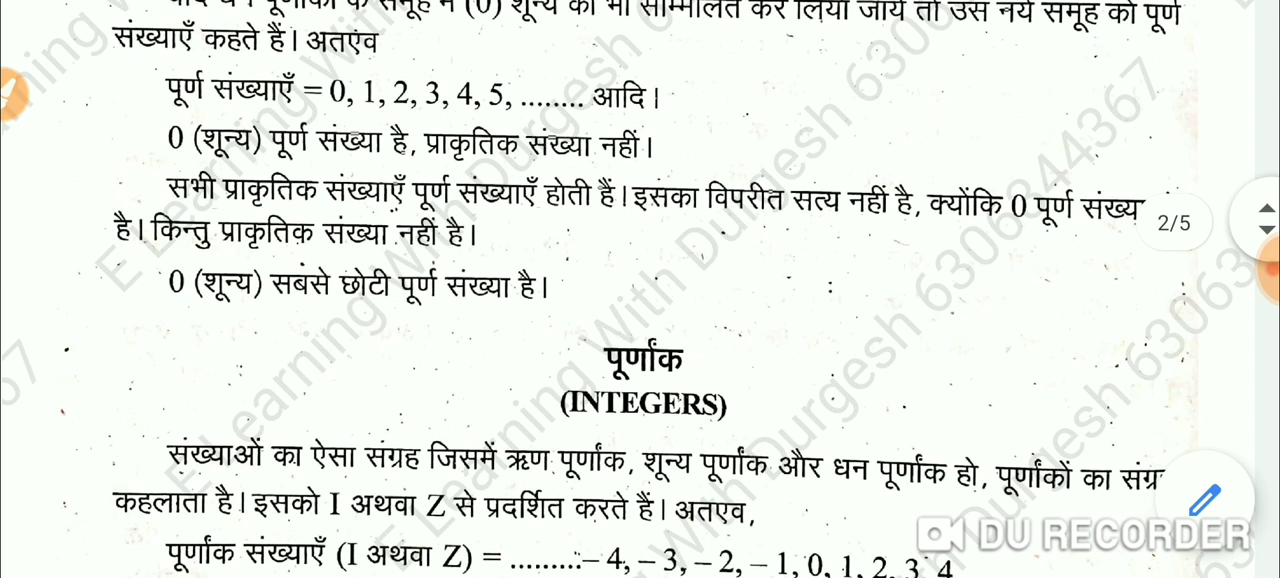 संख्याएँ कहते हैं। अतएंव
पूर्ण संख्याएँ = 0, 1, 2, 3, 4, 5, ........ आदि।
0 (शून्य) पूर्ण संख्या है, प्राकृतिक संख्या नहीं।
सभी प्राकृतिक संख्याएँ पूर्ण संख्याएँ होती हैं। इसका विपरीत सत्य नहीं है, क्योंकि 0 पूर्ण संख्य
है। किन्तु प्राकृतिक संख्या नहीं है।
2/5
0 (शून्य) सबसे छोटी पूर्ण संख्या है।
पूर्णांक
(INTEGERS)
संख्याओं का ऐसा संग्रह जिसमें ऋण पूर्णांक, शून्य पूर्णांक और धन पूर्णांक हो, पूर्णांकों का संग्र
कहलाता है। इसको I अथवा Z से प्रदर्शित करते हैं। अतएव,
पूर्णांक संख्याएँ (I अथवा Z) = .........– 4, – 3, – 2, – 1, 0, 1, 2, 3, 4
DU RECORDER
E Learning With Durgesh 6306344367